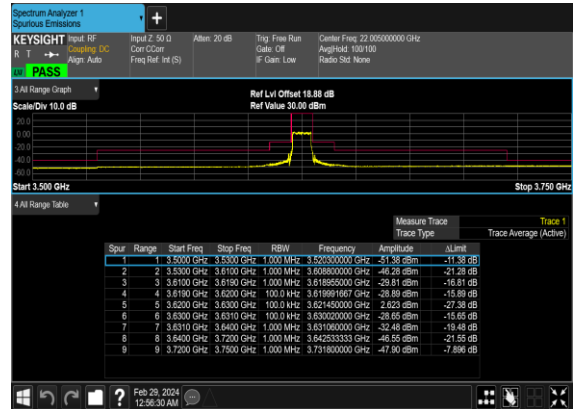 Spectrum Analyzer 1
Spurious Emissions
+
KEYSIGHT Input: RF Input Z: 50 Ω Atten: 20 dB Trig: Free Run Center Freq: 22.005000000 GHz
R T Coupling: DC Corr CCorr Gate: Off Avg|Hold: 100/100
Align: Auto Freq Ref: Int (S) IF Gain: Low Radio Std: None
PASS
3 All Range Graph
Ref Lvl Offset 18.88 dB
Scale/Div 10.0 dB Ref Value 30.00 dBm
20.0
0.00
-20.0
-40.0
-60.0
Start 3.500 GHz Stop 3.750 GHz
4 All Range Table
Measure Trace Trace 1
Trace Type Trace Average (Active)
Spur Range Start Freq Stop Freq RBW Frequency Amplitude ΔLimit
1 1 3.5000 GHz 3.5300 GHz 1.000 MHz 3.520300000 GHz -51.38 dBm -11.38 dB
2 2 3.5300 GHz 3.6100 GHz 1.000 MHz 3.608800000 GHz -46.28 dBm -21.28 dB
3 3 3.6100 GHz 3.6190 GHz 1.000 MHz 3.618955000 GHz -29.81 dBm -16.81 dB
4 4 3.6190 GHz 3.6200 GHz 100.0 kHz 3.619991667 GHz -28.89 dBm -15.89 dB
5 5 3.6200 GHz 3.6300 GHz 100.0 kHz 3.621450000 GHz 2.623 dBm -27.38 dB
6 6 3.6300 GHz 3.6310 GHz 100.0 kHz 3.630020000 GHz -28.65 dBm -15.65 dB
7 7 3.6310 GHz 3.6400 GHz 1.000 MHz 3.631060000 GHz -32.48 dBm -19.48 dB
8 8 3.6400 GHz 3.7200 GHz 1.000 MHz 3.642533333 GHz -46.55 dBm -21.55 dB
9 9 3.7200 GHz 3.7500 GHz 1.000 MHz 3.731800000 GHz -47.90 dBm -7.896 dB
? Feb 29, 2024
12:56:30 AM